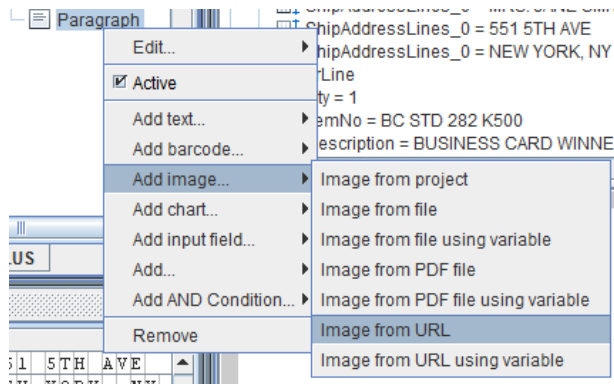 Paragraph
ShipAddressLines_0 = 551 5TH AVE
ShipAddressLines_0 = NEW YORK, NY
rLine
ty = 1
emNo = BC STD 282 K500
escription = BUSINESS CARD WINNE
Edit...
Active
Add text...
Add barcode...
Add image...
Add chart...
Add input field...
Add...
Add AND Condition...
Remove
Image from project
Image from file
Image from file using variable
Image from PDF file
Image from PDF file using variable
Image from URL
Image from URL using variable
LUS
51 5TH AVE